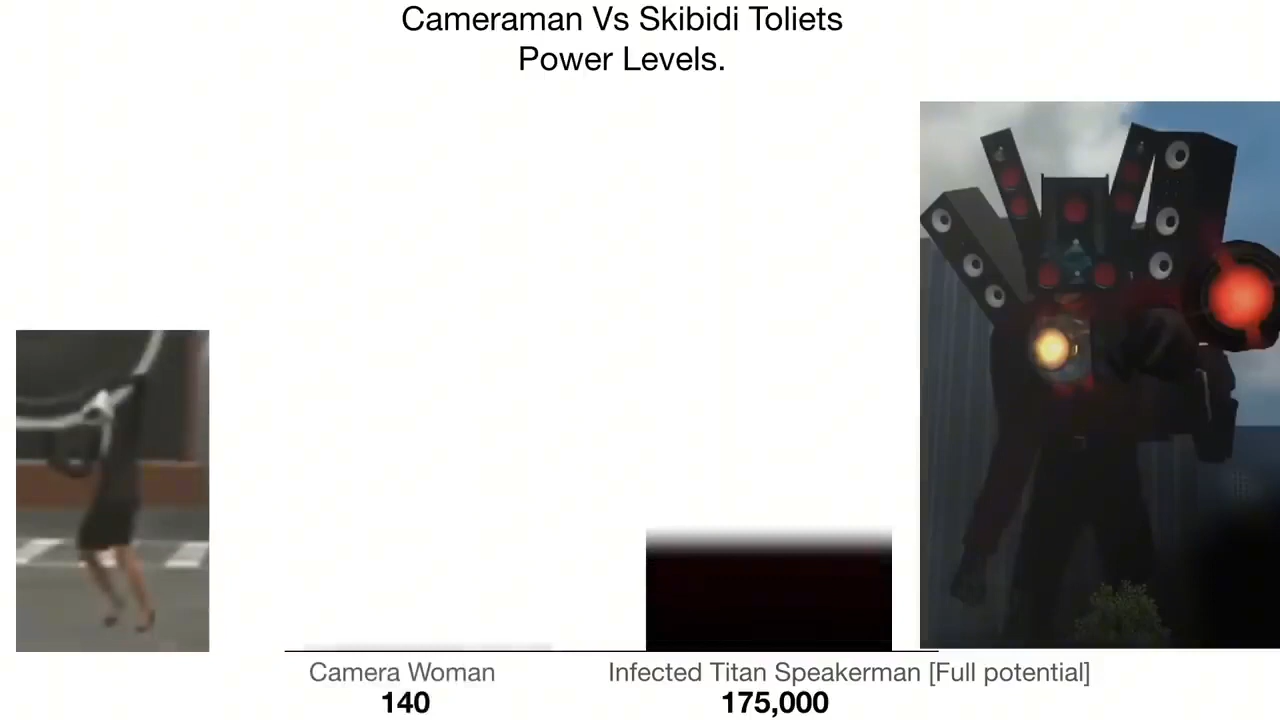 Cameraman Vs Skibidi Toliets
Power Levels.
Camera Woman
140
Infected Titan Speakerman [Full potential]
175,000